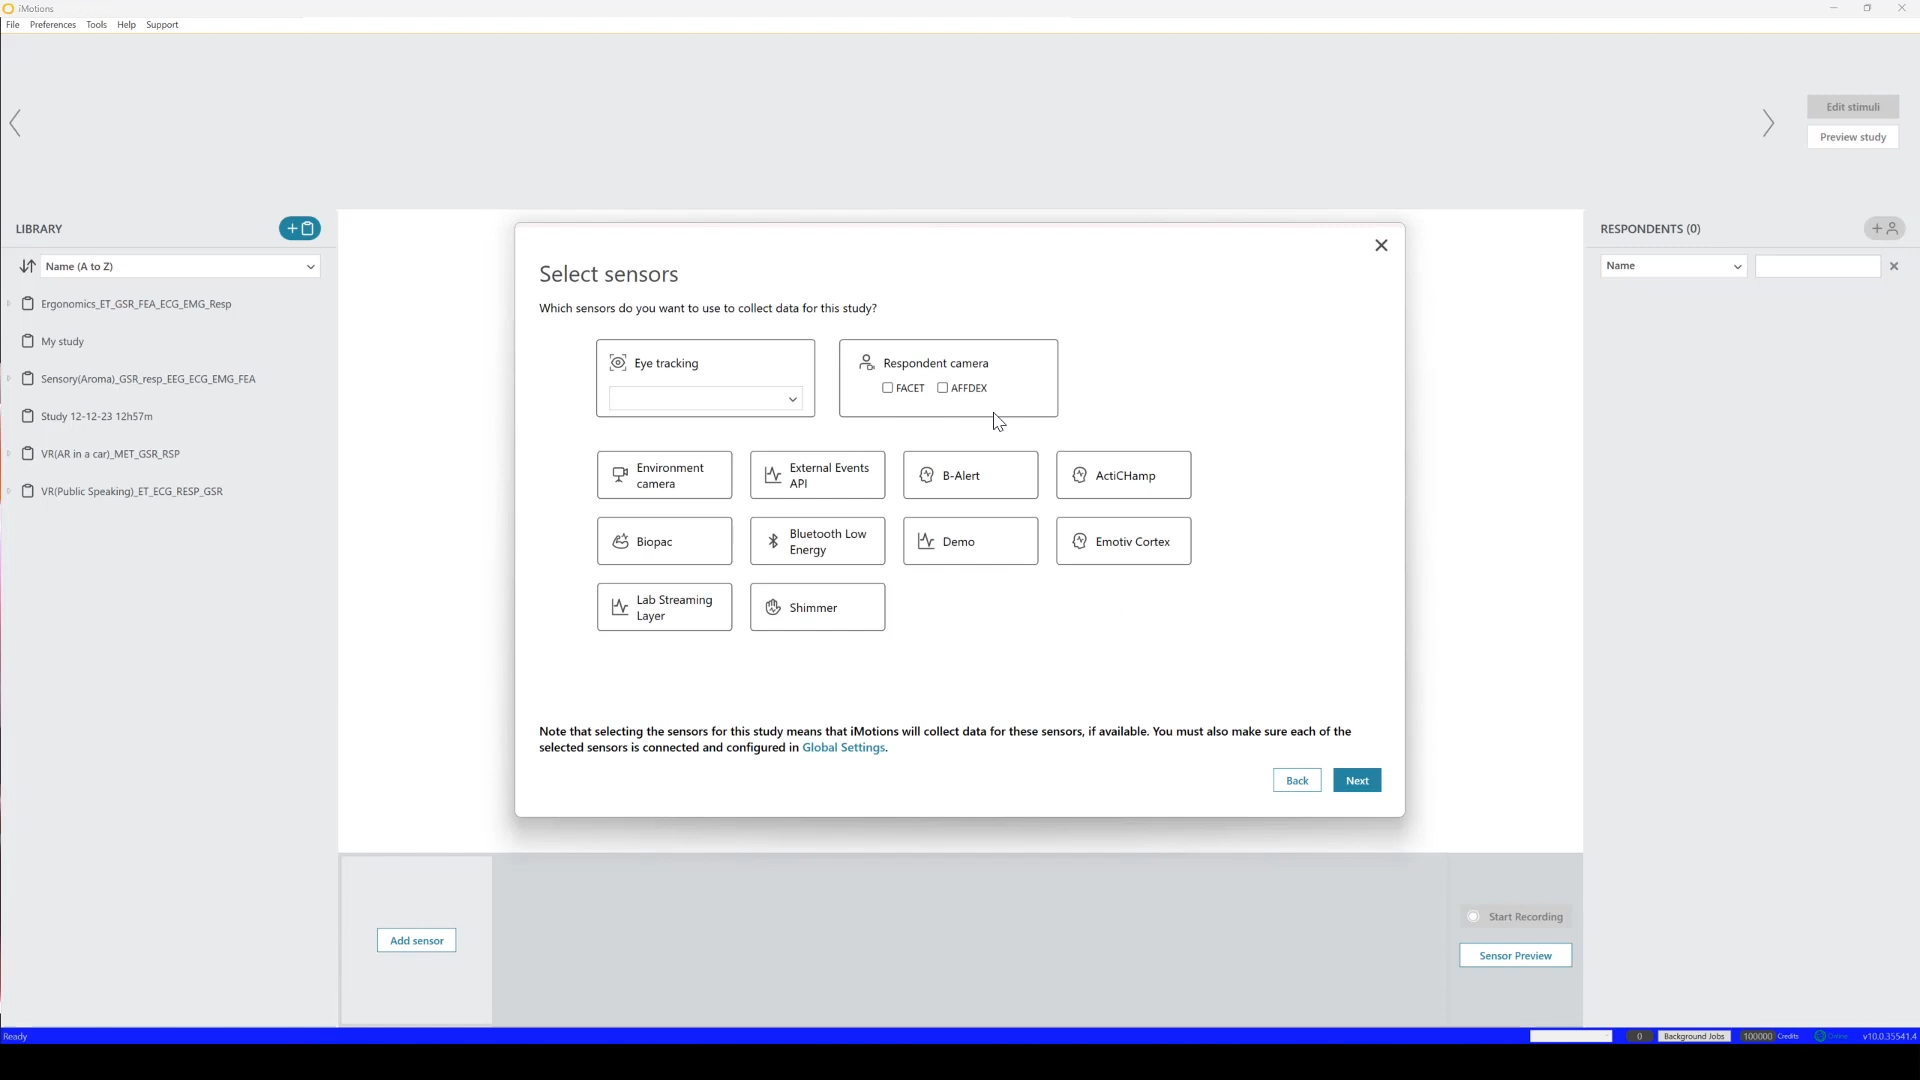 iMotions
File Preferences Tools Help Support
Edit stimuli
Preview study
LIBRARY
Name (A to Z)
Ergonomics_ET_GSR_FEA_ECG_EMG_Resp
My study
Sensory(Aroma)_GSR_resp_EEG_ECG_EMG_FEA
Study 12-12-23 12h57m
VR(AR in a car)_MET_GSR_RSP
VR(Public Speaking)_ET_ECG_RESP_GSR
Select sensors
Which sensors do you want to use to collect data for this study?
Eye tracking
Respondent camera
FACET AFFDEX
Environment
camera
External Events
API
B-Alert
ActiCHamp
Biopac
Bluetooth Low
Energy
Demo
Emotiv Cortex
Lab Streaming
Layer
Shimmer
Note that selecting the sensors for this study means that iMotions will collect data for these sensors, if available. You must also make sure each of the
selected sensors is connected and configured in Global Settings.
Back Next
RESPONDENTS (0)
Name
Add sensor
Start Recording
Sensor Preview
Ready
0 Background Jobs 100000 Credits Online v10.0.35541.4